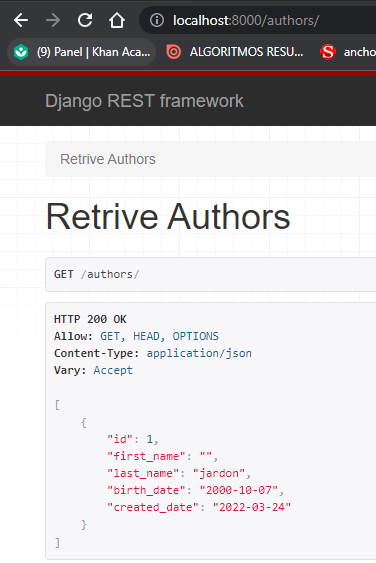 localhost:8000/authors/
(9) Panel | Khan Aca...
ALGORITMOS RESU...
S
ancho
Django REST framework
Retrive Authors
Retrive Authors
GET /authors/
HTTP 200 OK
Allow: GET, HEAD, OPTIONS
Content-Type: application/json
Vary: Accept
[
{
"id": 1,
"first_name": "",
"last_name": "jardon",
"birth_date": "2000-10-07",
"created_date": "2022-03-24"
}
]